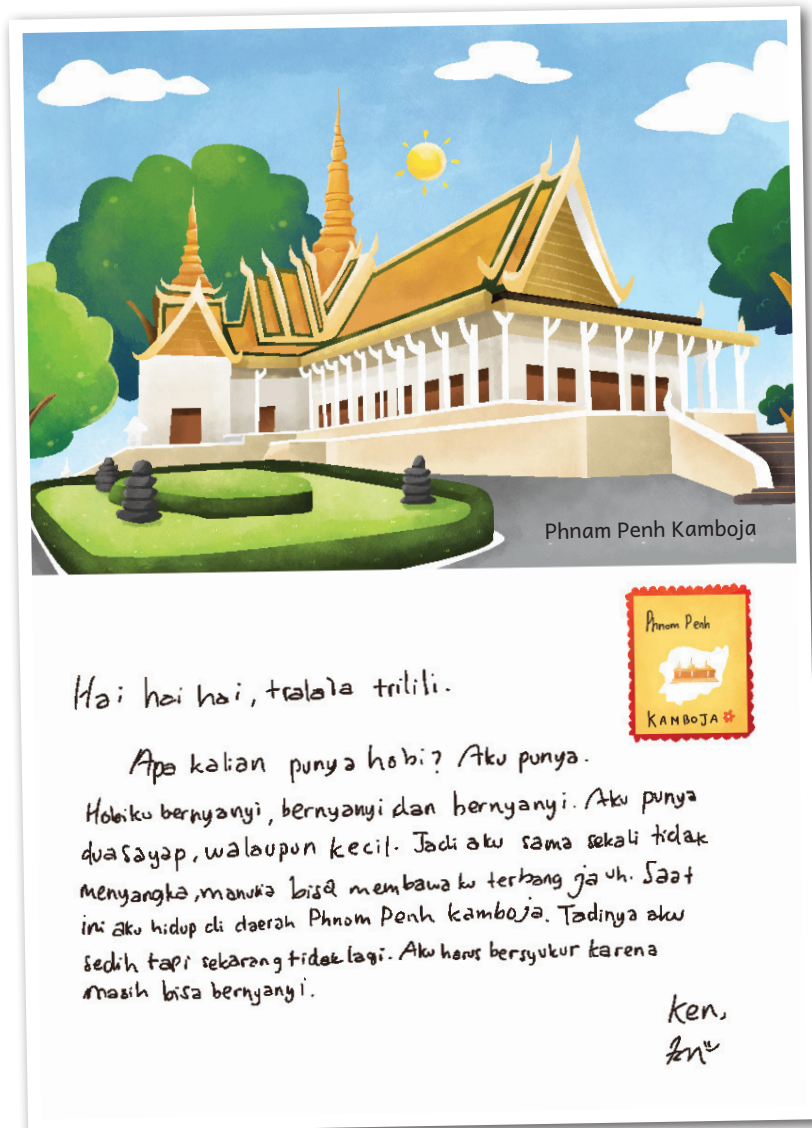 Phnam Penh Kamboja
Phnom Penh
KAMBOJA
Hai hai hai, tralala trilili.
Apa kalian punya hobi? Aku punya.
Hobiku bernyanyi, bernyanyi dan bernyanyi. Aku punya
dua sayap, walaupun kecil. Jadi aku sama sekali tidak
menyangka, manusia bisa membawaku terbang jauh. Saat
ini aku hidup di daerah Phnom Penh kamboja. Tadinya aku
sedih tapi sekarang tidak lagi. Aku harus bersyukur karena
masih bisa bernyanyi.
Ken,